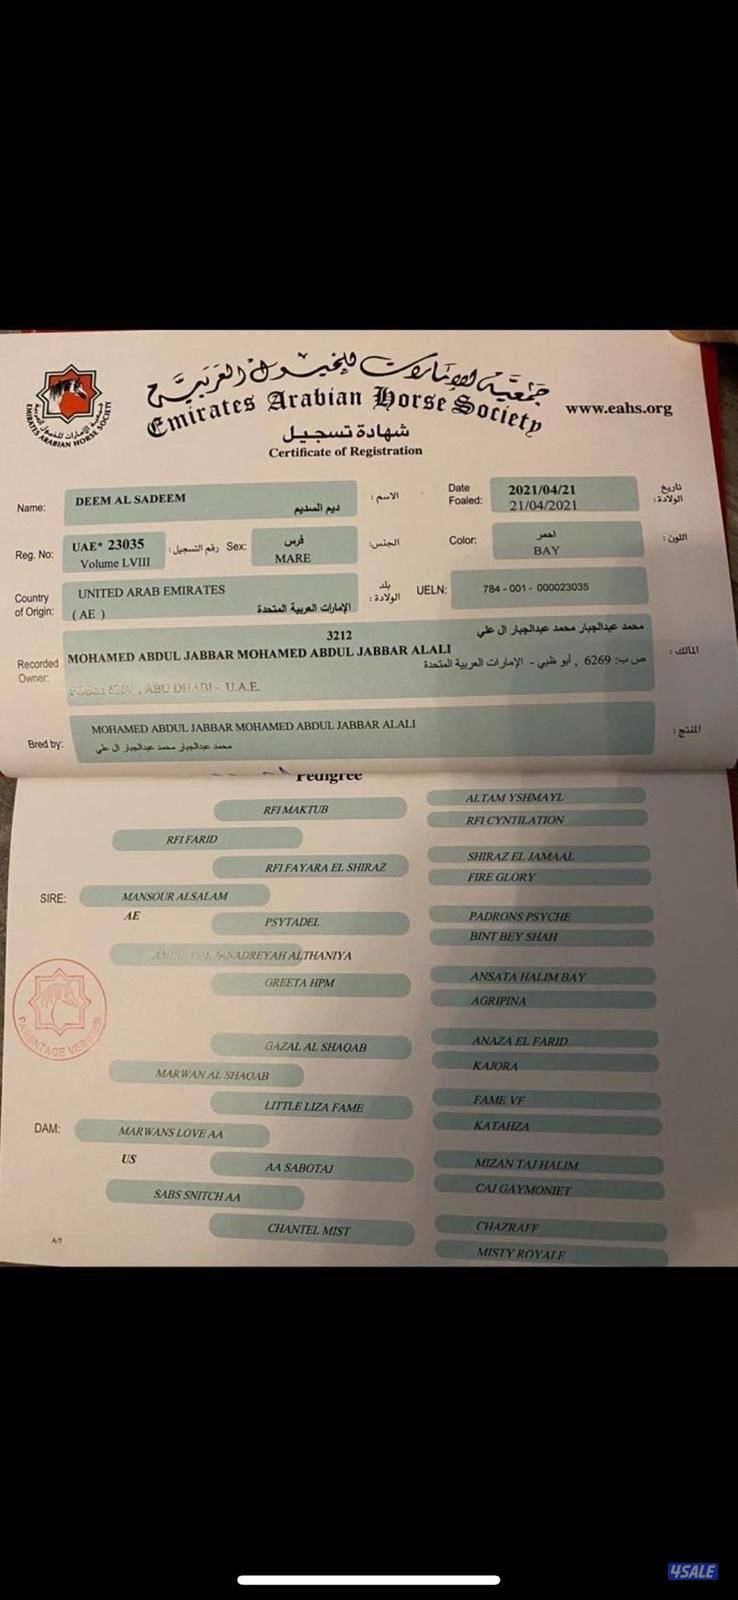 جمعية الإمارات للخيول العربية
Emirates Arabian Horse Society
www.eahs.org
EMIRATES ARABIAN HORSE SOCIETY
شهادة تسجيل
Certificate of Registration
Name: DEEM AL SADEEM ديم السديم الاسم:
Date Foaled: 2021/04/21 21/04/2021 تاريخ الولادة:
Reg. No: UAE* 23035 Volume LVIII رقم التسجيل:
Sex: فرس MARE الجنس:
Color: احمر BAY اللون:
Country of Origin: UNITED ARAB EMIRATES (AE) الإمارات العربية المتحدة بلد الولادة:
UELN: 784 - 001 - 000023035
Recorded Owner: 3212 محمد عبدالجبار محمد عبدالجبار ال علي المالك:
MOHAMED ABDUL JABBAR MOHAMED ABDUL JABBAR ALALI
ص ب: 6269 , أبو ظبي - الإمارات العربية المتحدة
, ABU DHABI - U.A.E.
Bred by: MOHAMED ABDUL JABBAR MOHAMED ABDUL JABBAR ALALI المنتج:
محمد عبدالجبار محمد عبدالجبار ال علي
Pedigree
ALTAM YSHMAYL
RFI MAKTUB
RFI CYNTILATION
RFI FARID
SHIRAZ EL JAMAAL
RFI FAYARA EL SHIRAZ
FIRE GLORY
SIRE: MANSOUR ALSALAM
AE
PADRONS PSYCHE
PSYTADEL
BINT BEY SHAH
JANADREYAH ALTHANIYA
ANSATA HALIM BAY
GREETA HPM
AGRIPINA
PARENTAGE VERIFIED
ANAZA EL FARID
GAZAL AL SHAQAB
KAJORA
MARWAN AL SHAQAB
FAME VF
LITTLE LIZA FAME
KATAHZA
DAM: MARWANS LOVE AA
US
MIZAN TAJ HALIM
AA SABOTAJ
CAJ GAYMONIET
SABS SNITCH AA
CHAZRAFF
CHANTEL MIST
MISTY ROYALE
A/5
4SALE